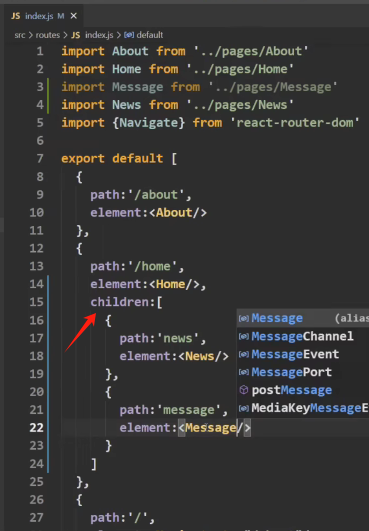 JS index.js M ×
src > routes > JS index.js > default
1 import About from '../pages/About'
2 import Home from '../pages/Home'
3 import Message from '../pages/Message'
4 import News from '../pages/News'
5 import {Navigate} from 'react-router-dom'
6
7 export default [
8 {
9 path:'/about',
10 element:<About/>
11 },
12 {
13 path:'/home',
14 element:<Home/>,
15 children:[
16 {
17 path:'news',
18 element:<News/>
19 },
20 {
21 path:'message',
22 element:<Message/>
23 }
24 ]
25 },
26 {
27 path:'/',
Message (alias
MessageChannel
MessageEvent
MessagePort
postMessage
MediaKeyMessageE